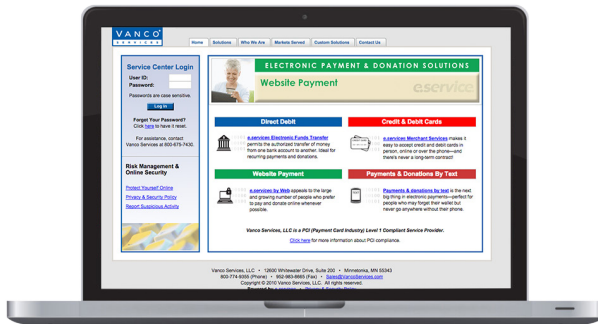 VANCO
SERVICES
Home
Solutions
Who We Are
Markets Served
Custom Solutions
Contact Us
Service Center Login
User ID:
Password:
Passwords are case sensitive.
Log in
Forgot Your Password?
Click here to have it reset.
For assistance, contact
Vanco Services at 800-675-7430.
Risk Management &
Online Security
Protect Yourself Online
Privacy & Security Policy
Report Suspicious Activity
ELECTRONIC PAYMENT & DONATION SOLUTIONS
Website Payment
e.service
Direct Debit
e.services Electronic Funds Transfer
permits the authorized transfer of money
from one bank account to another. Ideal for
recurring payments and donations.
Credit & Debit Cards
e.services Merchant Services makes it
easy to accept credit and debit cards in
person, online or over the phone—and
there's never a long-term contract!
Website Payment
e.services by Web appeals to the large
and growing number of people who prefer
to pay and donate online whenever
possible.
Payments & Donations By Text
Payments & donations by text is the next
big thing in electronic payments—perfect for
people who may forget their wallet but
never go anywhere without their phone.
Vanco Services, LLC is a PCI (Payment Card Industry) Level 1 Compliant Service Provider.
Click here for more information about PCI compliance.
Vanco Services, LLC • 12600 Whitewater Drive, Suite 200 • Minnetonka, MN 55343
800-774-9355 (Phone) • 952-983-8665 (Fax) • Sales@VancoServices.com
Copyright © 2010 Vanco Services, LLC. All rights reserved.
Powered by e-services • Privacy & Security Policy